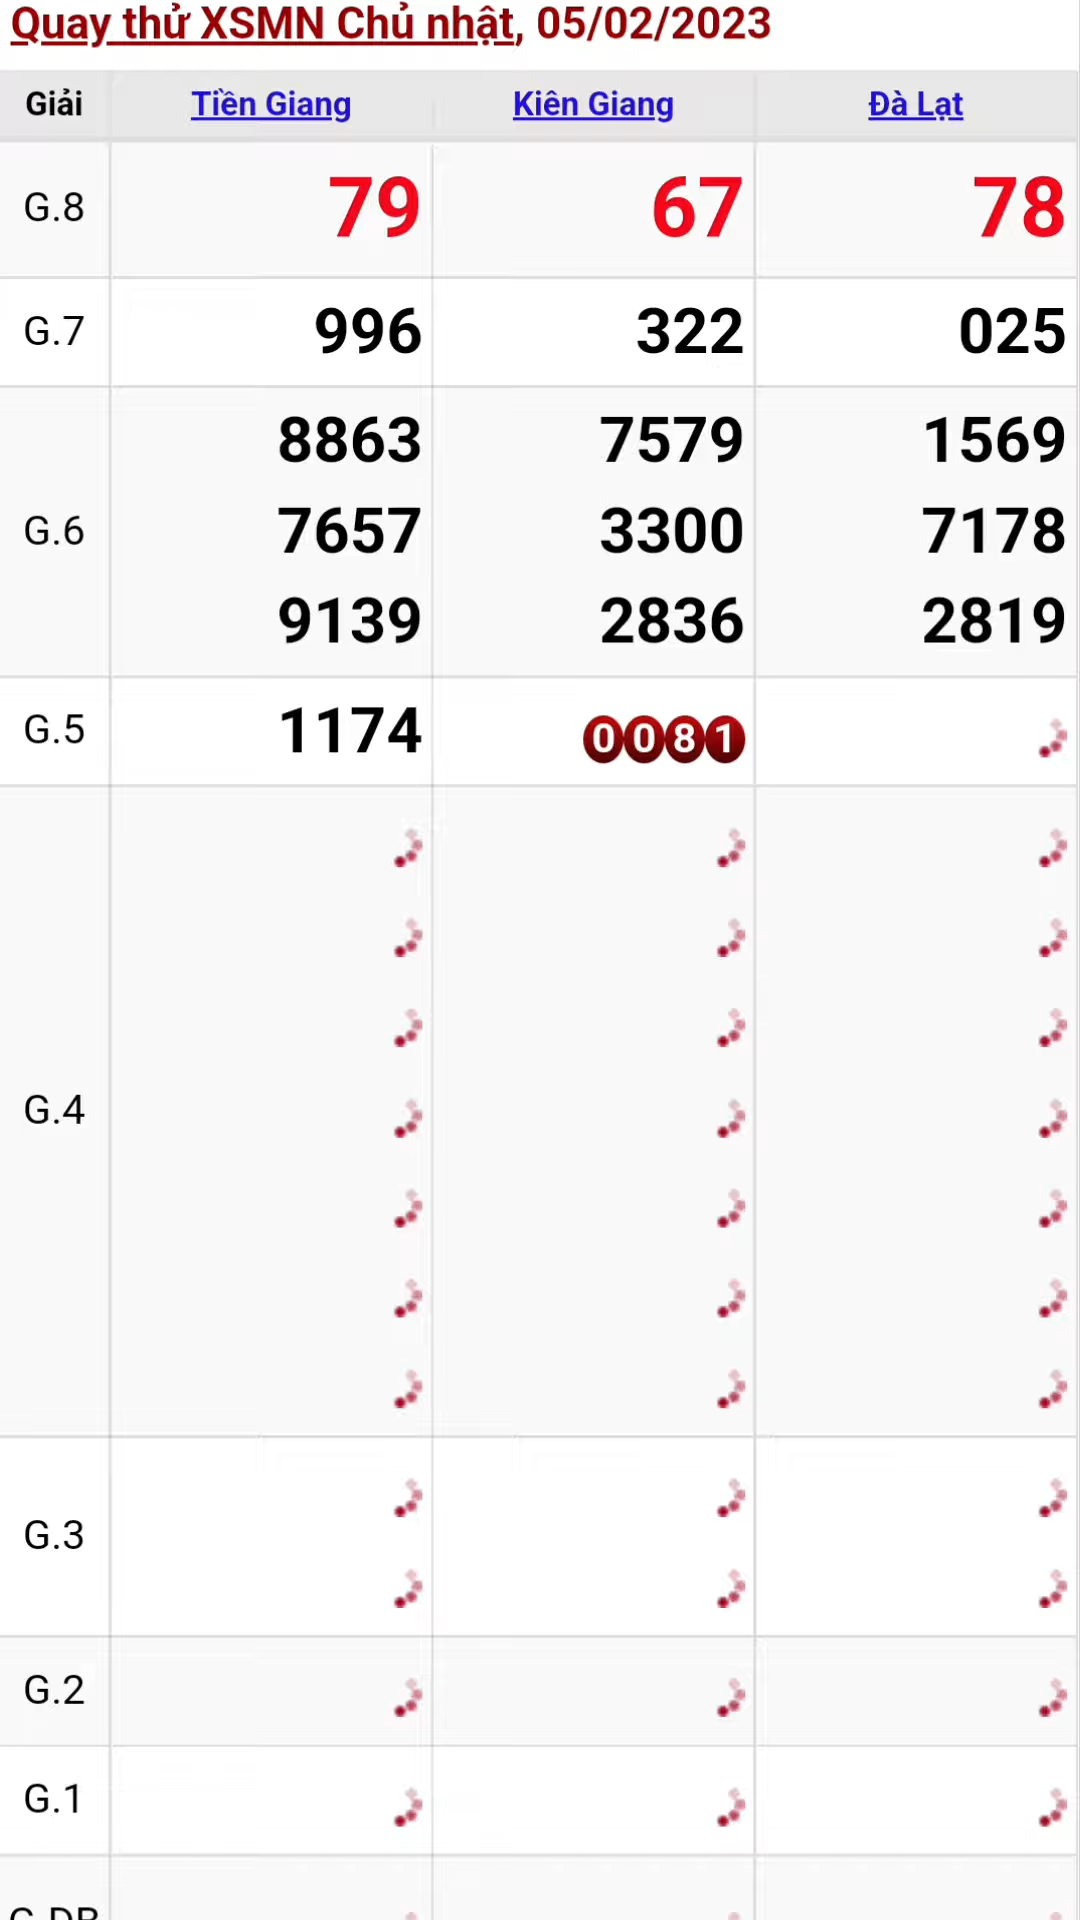 Quay thử XSMN Chủ nhật, 05/02/2023
Giải Tiền Giang Kiên Giang Đà Lạt
G.8 79 67 78
G.7 996 322 025
8863 7579 1569
G.6 7657 3300 7178
9139 2836 2819
G.5 1174 0081
G.4
G.3
G.2
G.1
G.DB